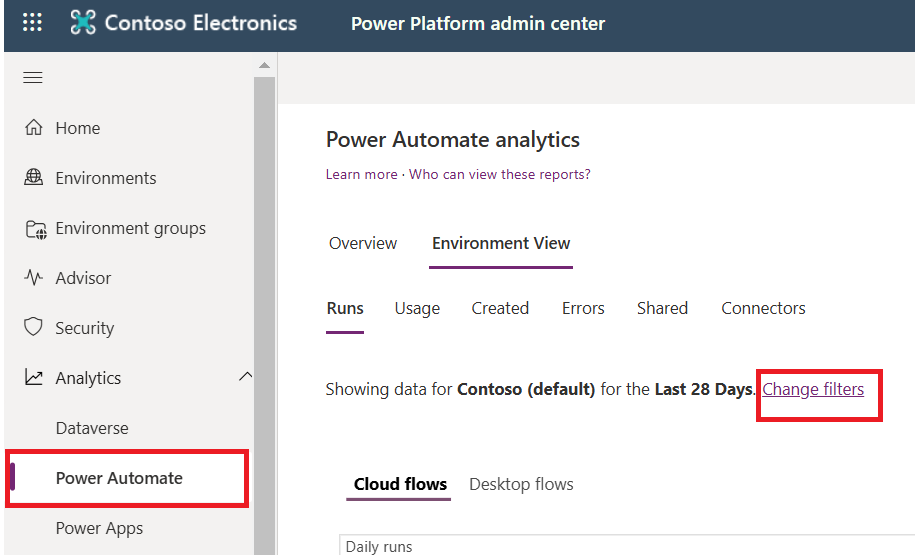 Contoso Electronics Power Platform admin center
Home
Environments
Environment groups
Advisor
Security
Analytics
Dataverse
Power Automate
Power Apps
Power Automate analytics
Learn more · Who can view these reports?
Overview Environment View
Runs Usage Created Errors Shared Connectors
Showing data for Contoso (default) for the Last 28 Days. Change filters
Cloud flows Desktop flows
Daily runs